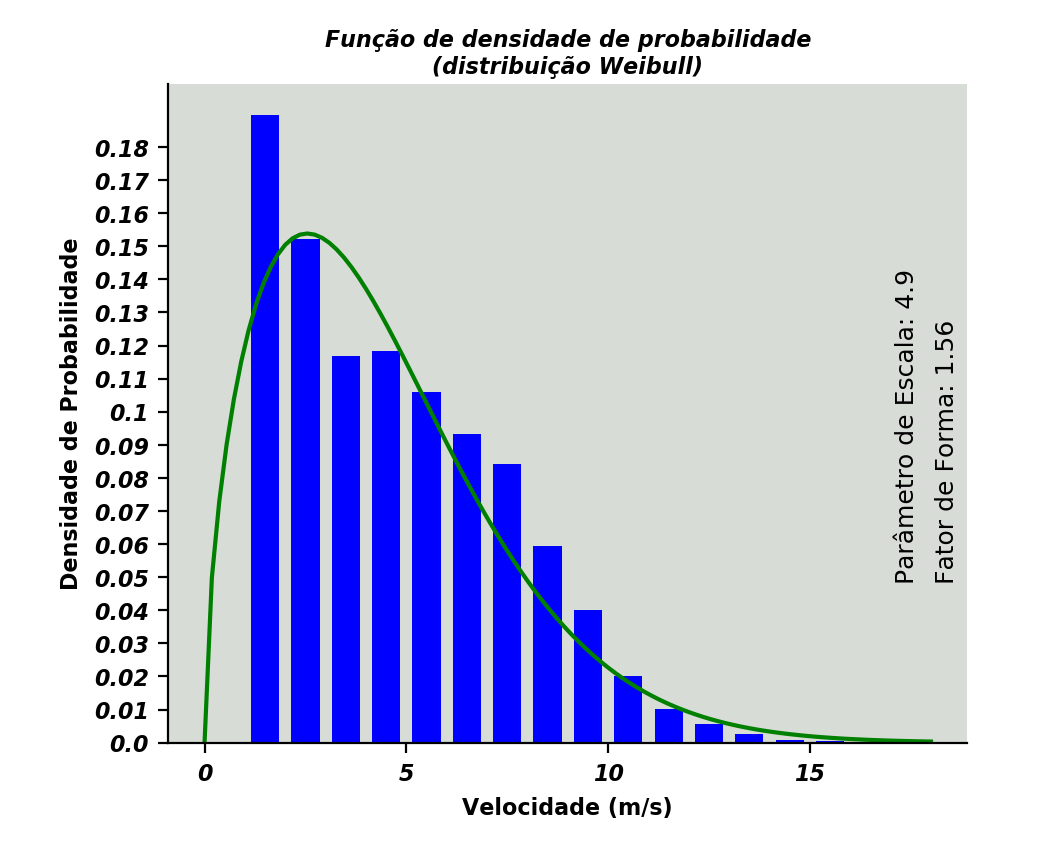 Função de densidade de probabilidade
(distribuição Weibull)
Densidade de Probabilidade
0.18
0.17
0.16
0.15
0.14
0.13
0.12
0.11
0.1
0.09
0.08
0.07
0.06
0.05
0.04
0.03
0.02
0.01
0.0
0 5 10 15
Velocidade (m/s)
Parâmetro de Escala: 4.9
Fator de Forma: 1.56